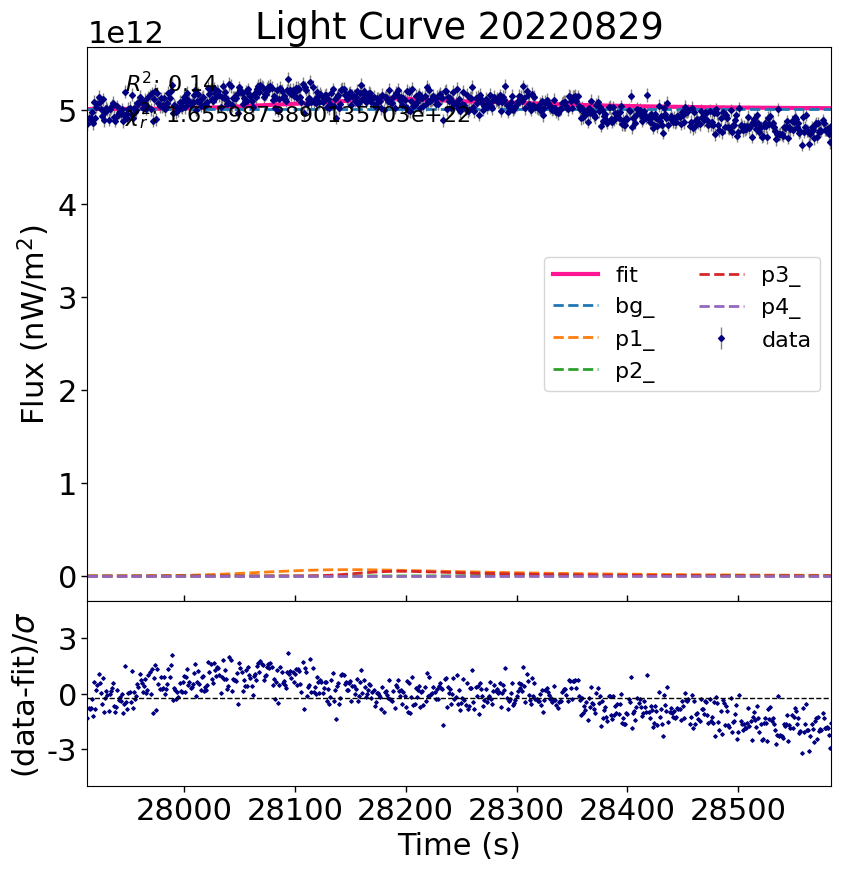 Light Curve 20220829
1e12
R²: 0.14
χ²ᵣ: 1.6559873890135703e+22
5
4
3
2
1
0
Flux (nW/m²)
fit
bg_
p1_
p2_
p3_
p4_
data
3
0
-3
(data-fit)/σ
28000 28100 28200 28300 28400 28500
Time (s)